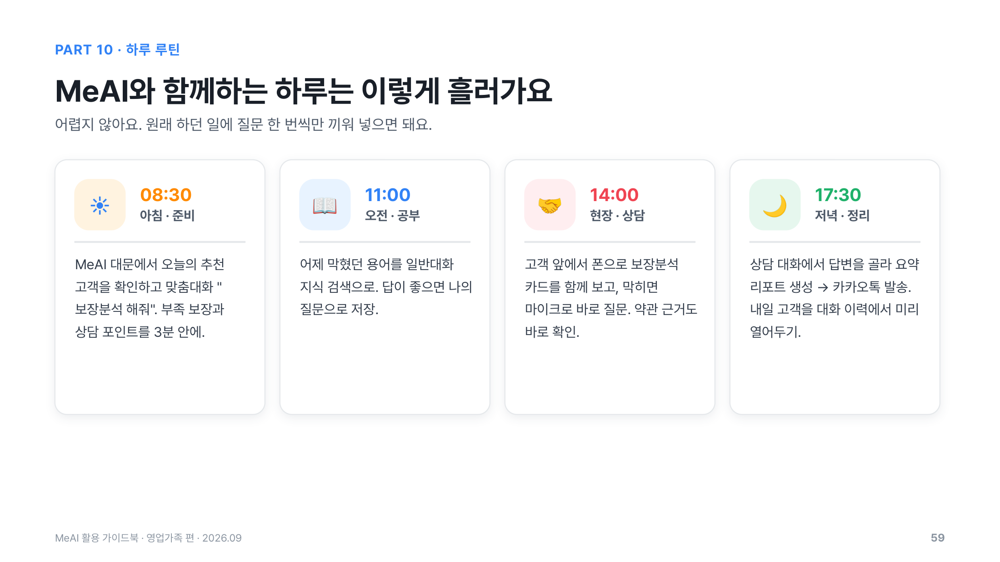 PART 10 · 하루 루틴
MeAI와 함께하는 하루는 이렇게 흘러가요
어렵지 않아요. 원래 하던 일에 질문 한 번씩만 끼워 넣으면 돼요.
08:30
아침 · 준비
MeAI 대문에서 오늘의 추천
고객을 확인하고 맞춤대화 "
보장분석 해줘". 부족 보장과
상담 포인트를 3분 안에.
11:00
오전 · 공부
어제 막혔던 용어를 일반대화
지식 검색으로. 답이 좋으면 나의
질문으로 저장.
14:00
현장 · 상담
고객 앞에서 폰으로 보장분석
카드를 함께 보고, 막히면
마이크로 바로 질문. 약관 근거도
바로 확인.
17:30
저녁 · 정리
상담 대화에서 답변을 골라 요약
리포트 생성 → 카카오톡 발송.
내일 고객을 대화 이력에서 미리
열어두기.
MeAI 활용 가이드북 · 영업가족 편 · 2026.09
59